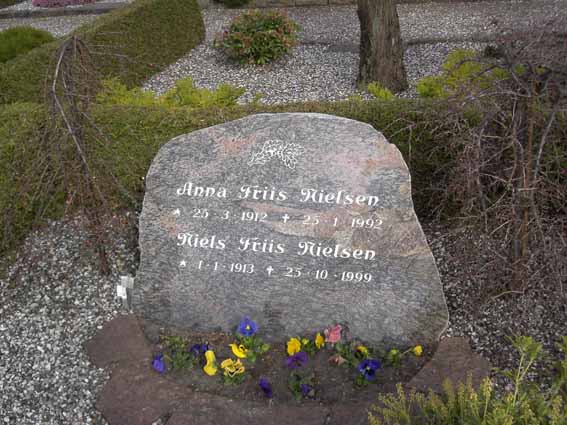 Anna Friis Nielsen
* 25·3·1912 ✝ 25·1·1992
Niels Friis Nielsen
* 1·1·1913 ✝ 25·10·1999